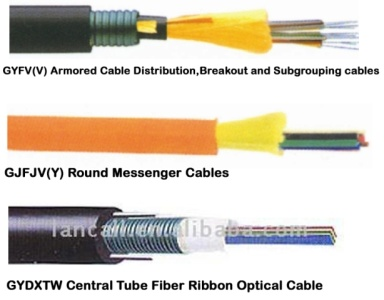 GYFV(V) Armored Cable Distribution,Breakout and Subgrouping cables
GJFJV(Y) Round Messenger Cables
GYDXTW Central Tube Fiber Ribbon Optical Cable